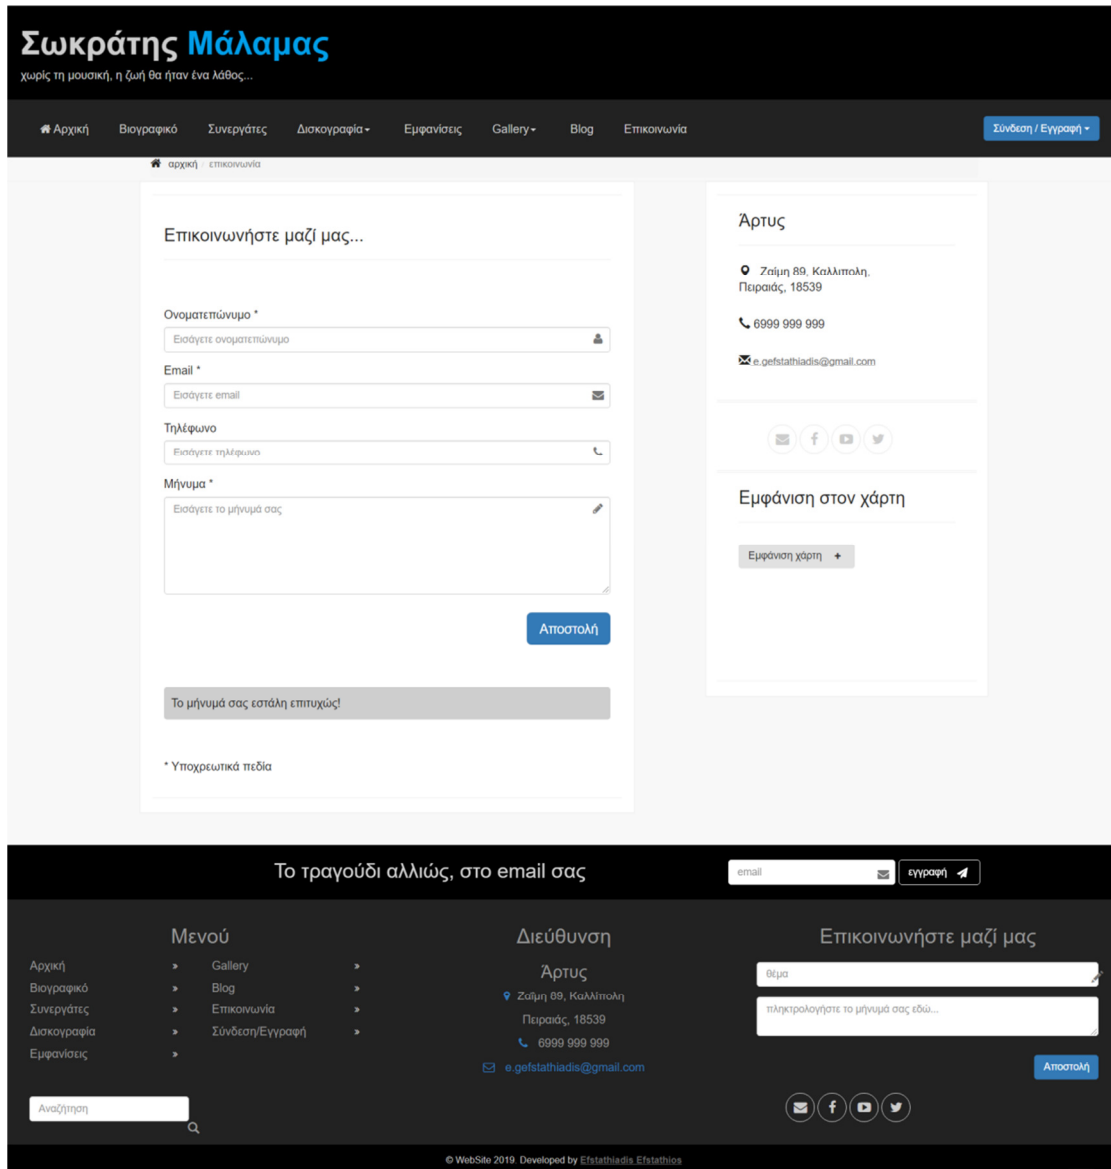 Σωκράτης Μάλαμας
χωρίς τη μουσική, η ζωή θα ήταν ένα λάθος...
Αρχική Βιογραφικό Συνεργάτες Δισκογραφία Εμφανίσεις Gallery Blog Επικοινωνία Σύνδεση / Εγγραφή
αρχική / επικοινωνία
Επικοινωνήστε μαζί μας...
Ονοματεπώνυμο *
Εισάγετε ονοματεπώνυμο
Email *
Εισάγετε email
Τηλέφωνο
Εισάγετε τηλέφωνο
Μήνυμα *
Εισάγετε το μήνυμά σας
Αποστολή
Το μήνυμά σας εστάλη επιτυχώς!
* Υποχρεωτικά πεδία
Άρτυς
Ζαΐμη 89, Καλλιπολη,
Πειραιάς, 18539
6999 999 999
e.gefstathiadis@gmail.com
Εμφάνιση στον χάρτη
Εμφάνιση χάρτη +
Το τραγούδι αλλιώς, στο email σας
email
εγγραφή
Μενού
Αρχική » Gallery »
Βιογραφικό » Blog »
Συνεργάτες » Επικοινωνία »
Δισκογραφία » Σύνδεση/Εγγραφή »
Εμφανίσεις »
Αναζήτηση
Διεύθυνση
Άρτυς
Ζαΐμη 89, Καλλίπολη
Πειραιάς, 18539
6999 999 999
e.gefstathiadis@gmail.com
Επικοινωνήστε μαζί μας
θέμα
πληκτρολογήστε το μήνυμά σας εδώ...
Αποστολή
© WebSite 2019. Developed by Efstathiadis Efstathios